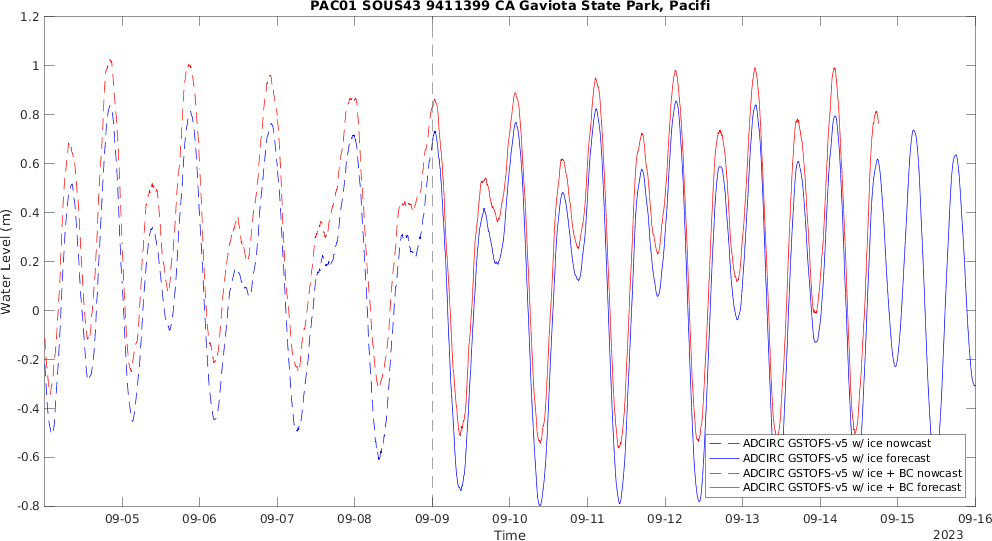 PAC01 SOUS43 9411399 CA Gaviota State Park, Pacifi
1.2
1
0.8
0.6
0.4
0.2
0
-0.2
-0.4
-0.6
-0.8
Water Level (m)
ADCIRC GSTOFS-v5 w/ ice nowcast
ADCIRC GSTOFS-v5 w/ ice forecast
ADCIRC GSTOFS-v5 w/ ice + BC nowcast
ADCIRC GSTOFS-v5 w/ ice + BC forecast
09-05 09-06 09-07 09-08 09-09 09-10 09-11 09-12 09-13 09-14 09-15 09-16
Time
2023